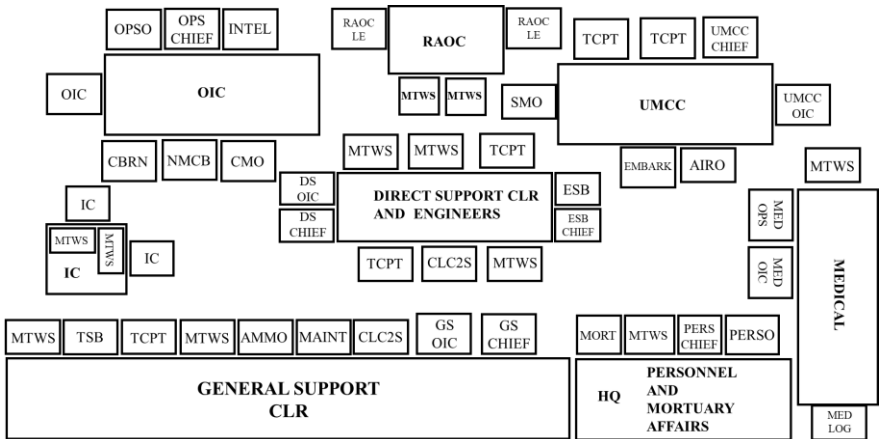 OPSO
OPS
CHIEF
INTEL
OIC
OIC
CBRN
NMCB
CMO
RAOC
LE
RAOC
RAOC
LE
MTWS
MTWS
TCPT
TCPT
UMCC
CHIEF
SMO
UMCC
UMCC
OIC
EMBARK
AIRO
MTWS
MTWS
TCPT
DS
OIC
DS
CHIEF
DIRECT SUPPORT CLR
AND ENGINEERS
ESB
ESB
CHIEF
TCPT
CLC2S
MTWS
IC
MTWS
MTWS
IC
IC
MTWS
MED
OPS
MED
OIC
MEDICAL
MED
LOG
MTWS
TSB
TCPT
MTWS
AMMO
MAINT
CLC2S
GS
OIC
GS
CHIEF
GENERAL SUPPORT
CLR
MORT
MTWS
PERS
CHIEF
PERSO
HQ
PERSONNEL
AND
MORTUARY
AFFAIRS